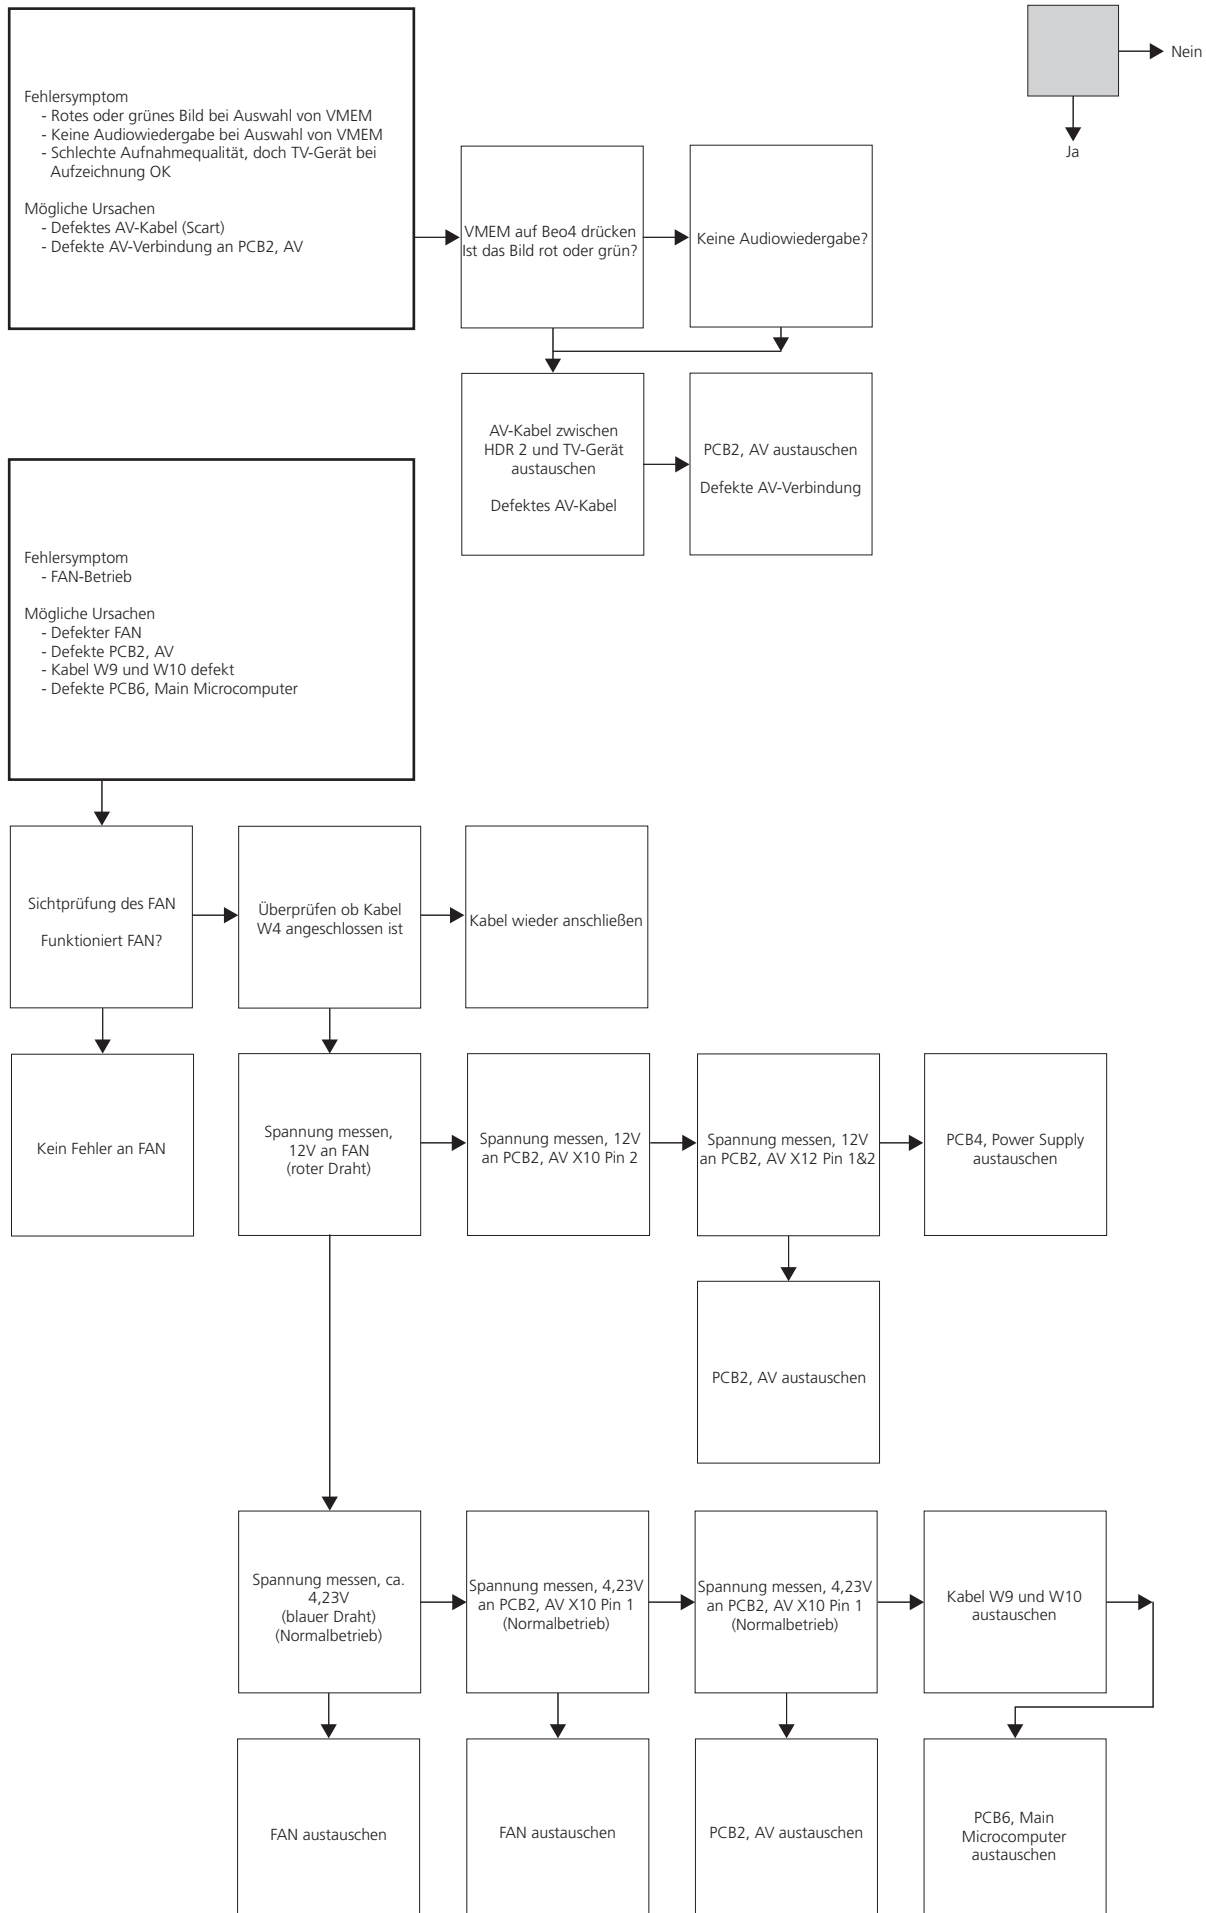 Nein
Ja
Fehlersymptom
- Rotes oder grünes Bild bei Auswahl von VMEM
- Keine Audiowiedergabe bei Auswahl von VMEM
- Schlechte Aufnahmequalität, doch TV-Gerät bei
Aufzeichnung OK
Mögliche Ursachen
- Defektes AV-Kabel (Scart)
- Defekte AV-Verbindung an PCB2, AV
VMEM auf Beo4 drücken
Ist das Bild rot oder grün?
Keine Audiowiedergabe?
AV-Kabel zwischen
HDR 2 und TV-Gerät
austauschen
Defektes AV-Kabel
PCB2, AV austauschen
Defekte AV-Verbindung
Fehlersymptom
- FAN-Betrieb
Mögliche Ursachen
- Defekter FAN
- Defekte PCB2, AV
- Kabel W9 und W10 defekt
- Defekte PCB6, Main Microcomputer
Sichtprüfung des FAN
Funktioniert FAN?
Überprüfen ob Kabel
W4 angeschlossen ist
Kabel wieder anschließen
Kein Fehler an FAN
Spannung messen,
12V an FAN
(roter Draht)
Spannung messen, 12V
an PCB2, AV X10 Pin 2
Spannung messen, 12V
an PCB2, AV X12 Pin 1&2
PCB4, Power Supply
austauschen
PCB2, AV austauschen
Spannung messen, ca.
4,23V
(blauer Draht)
(Normalbetrieb)
Spannung messen, 4,23V
an PCB2, AV X10 Pin 1
(Normalbetrieb)
Spannung messen, 4,23V
an PCB2, AV X10 Pin 1
(Normalbetrieb)
Kabel W9 und W10
austauschen
FAN austauschen
FAN austauschen
PCB2, AV austauschen
PCB6, Main
Microcomputer
austauschen